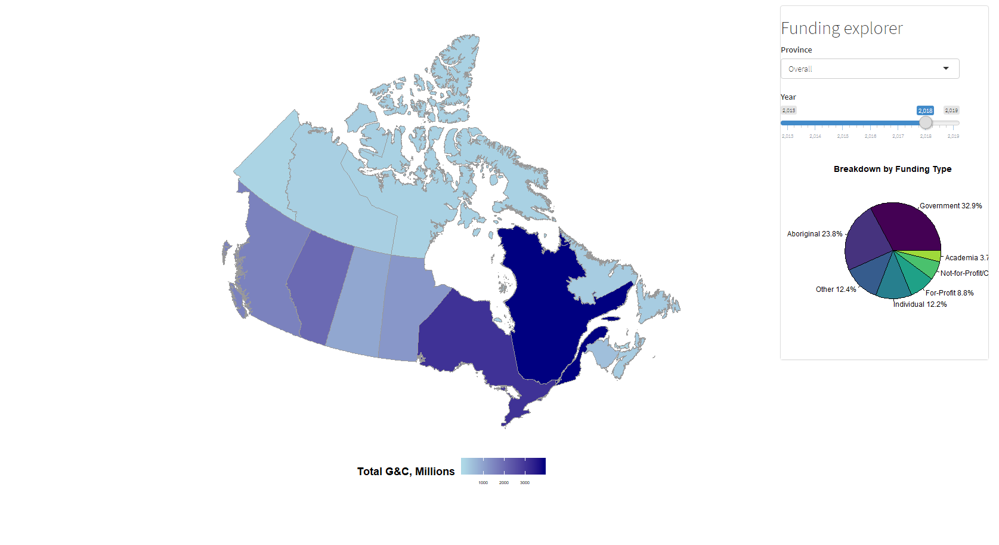 Funding explorer
Province
Overall
Year
2,013 2,018 2,019
2,013 2,014 2,015 2,016 2,017 2,018 2,019
Breakdown by Funding Type
Government 32.9%
Aboriginal 23.8%
Academia 3.7
Not-for-Profit/C
Other 12.4%
For-Profit 8.8%
Individual 12.2%
Total G&C, Millions
1000 2000 3000